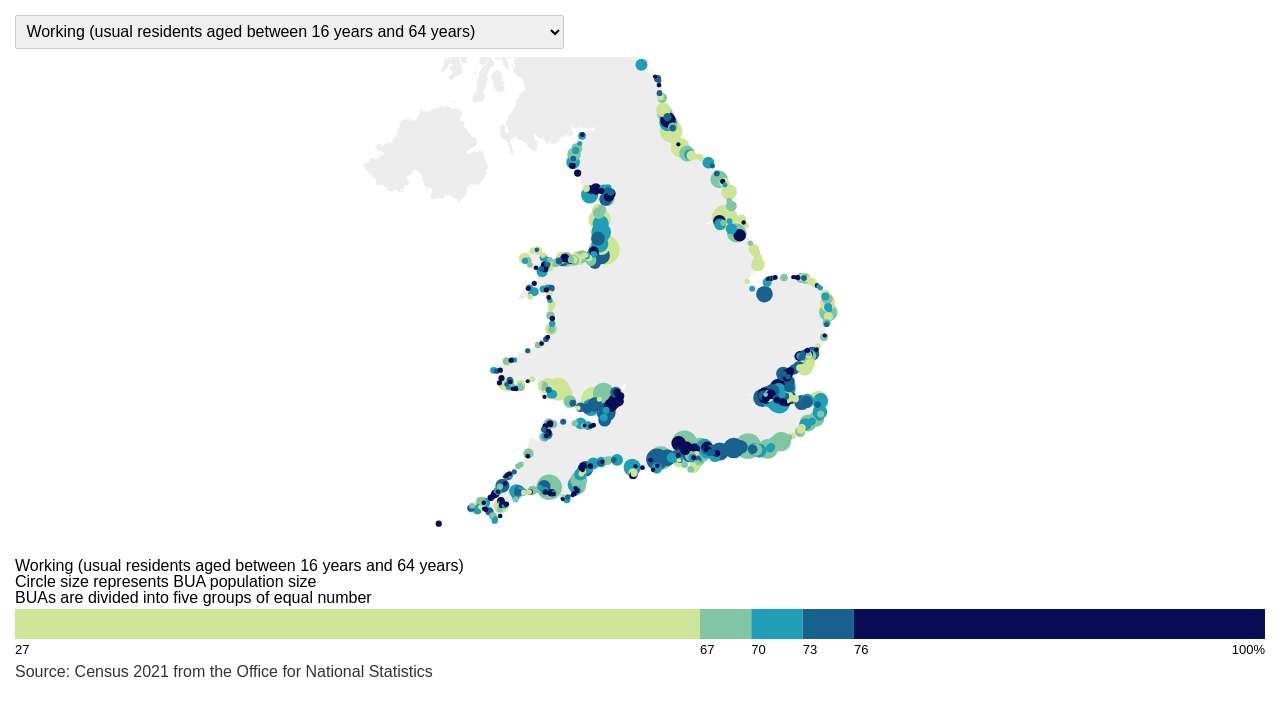 Working (usual residents aged between 16 years and 64 years)
Working (usual residents aged between 16 years and 64 years)
Circle size represents BUA population size
BUAs are divided into five groups of equal number
27 67 70 73 76 100%
Source: Census 2021 from the Office for National Statistics